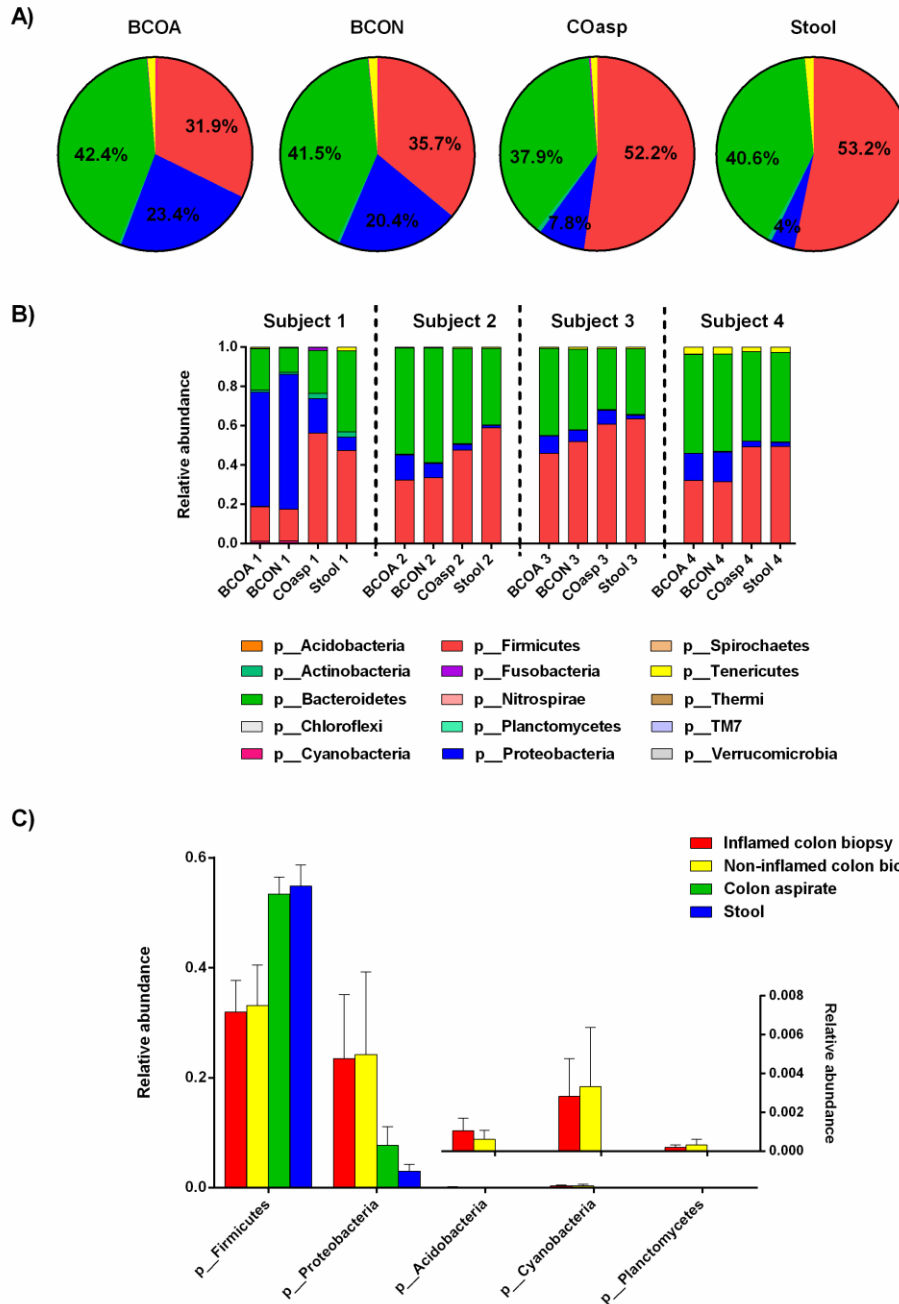 A)
BCOA BCON COasp Stool
31.9% 42.4% 23.4%
35.7% 41.5% 20.4%
52.2% 37.9% 7.8%
53.2% 40.6% 4%
B)
Subject 1 Subject 2 Subject 3 Subject 4
Relative abundance
1.0
0.8
0.6
0.4
0.2
0.0
BCOA 1 BCON 1 COasp 1 Stool 1 BCOA 2 BCON 2 COasp 2 Stool 2 BCOA 3 BCON 3 COasp 3 Stool 3 BCOA 4 BCON 4 COasp 4 Stool 4
p__Acidobacteria p__Firmicutes p__Spirochaetes
p__Actinobacteria p__Fusobacteria p__Tenericutes
p__Bacteroidetes p__Nitrospirae p__Thermi
p__Chloroflexi p__Planctomycetes p__TM7
p__Cyanobacteria p__Proteobacteria p__Verrucomicrobia
C)
Inflamed colon biopsy
Non-inflamed colon bio
Colon aspirate
Stool
Relative abundance
0.6
0.4
0.2
0.0
0.008
0.006
0.004
0.002
0.000
Relative abundance
p__Firmicutes p__Proteobacteria p__Acidobacteria p__Cyanobacteria p__Planctomycetes